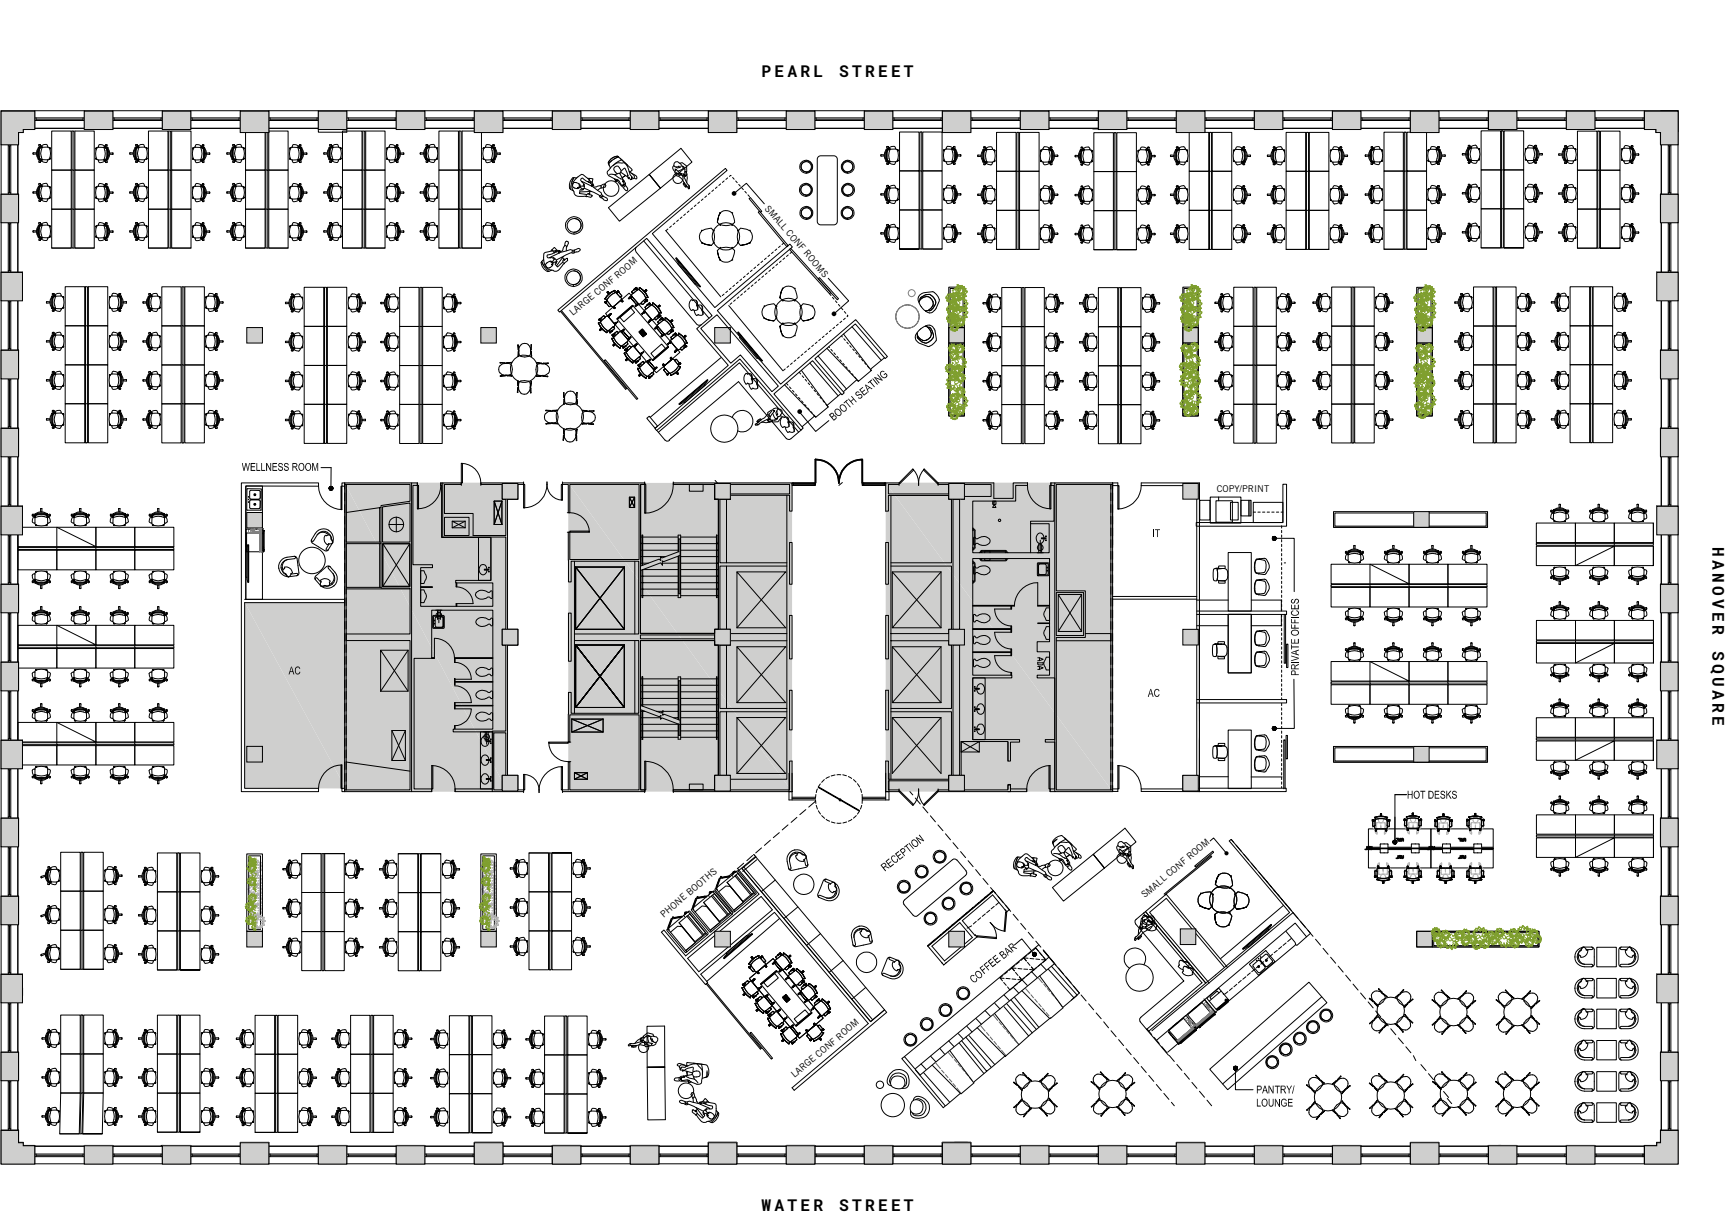 PEARL STREET
SMALL CONF ROOMS
LARGE CONF ROOM
BOOTH SEATING
WELLNESS ROOM
COPY/PRINT
IT
HANOVER SQUARE
PRIVATE OFFICES
AC
AC
HOT DESKS
RECEPTION
SMALL CONF ROOM
PHONE BOOTHS
COFFEE BAR
LARGE CONF ROOM
PANTRY/
LOUNGE
WATER STREET